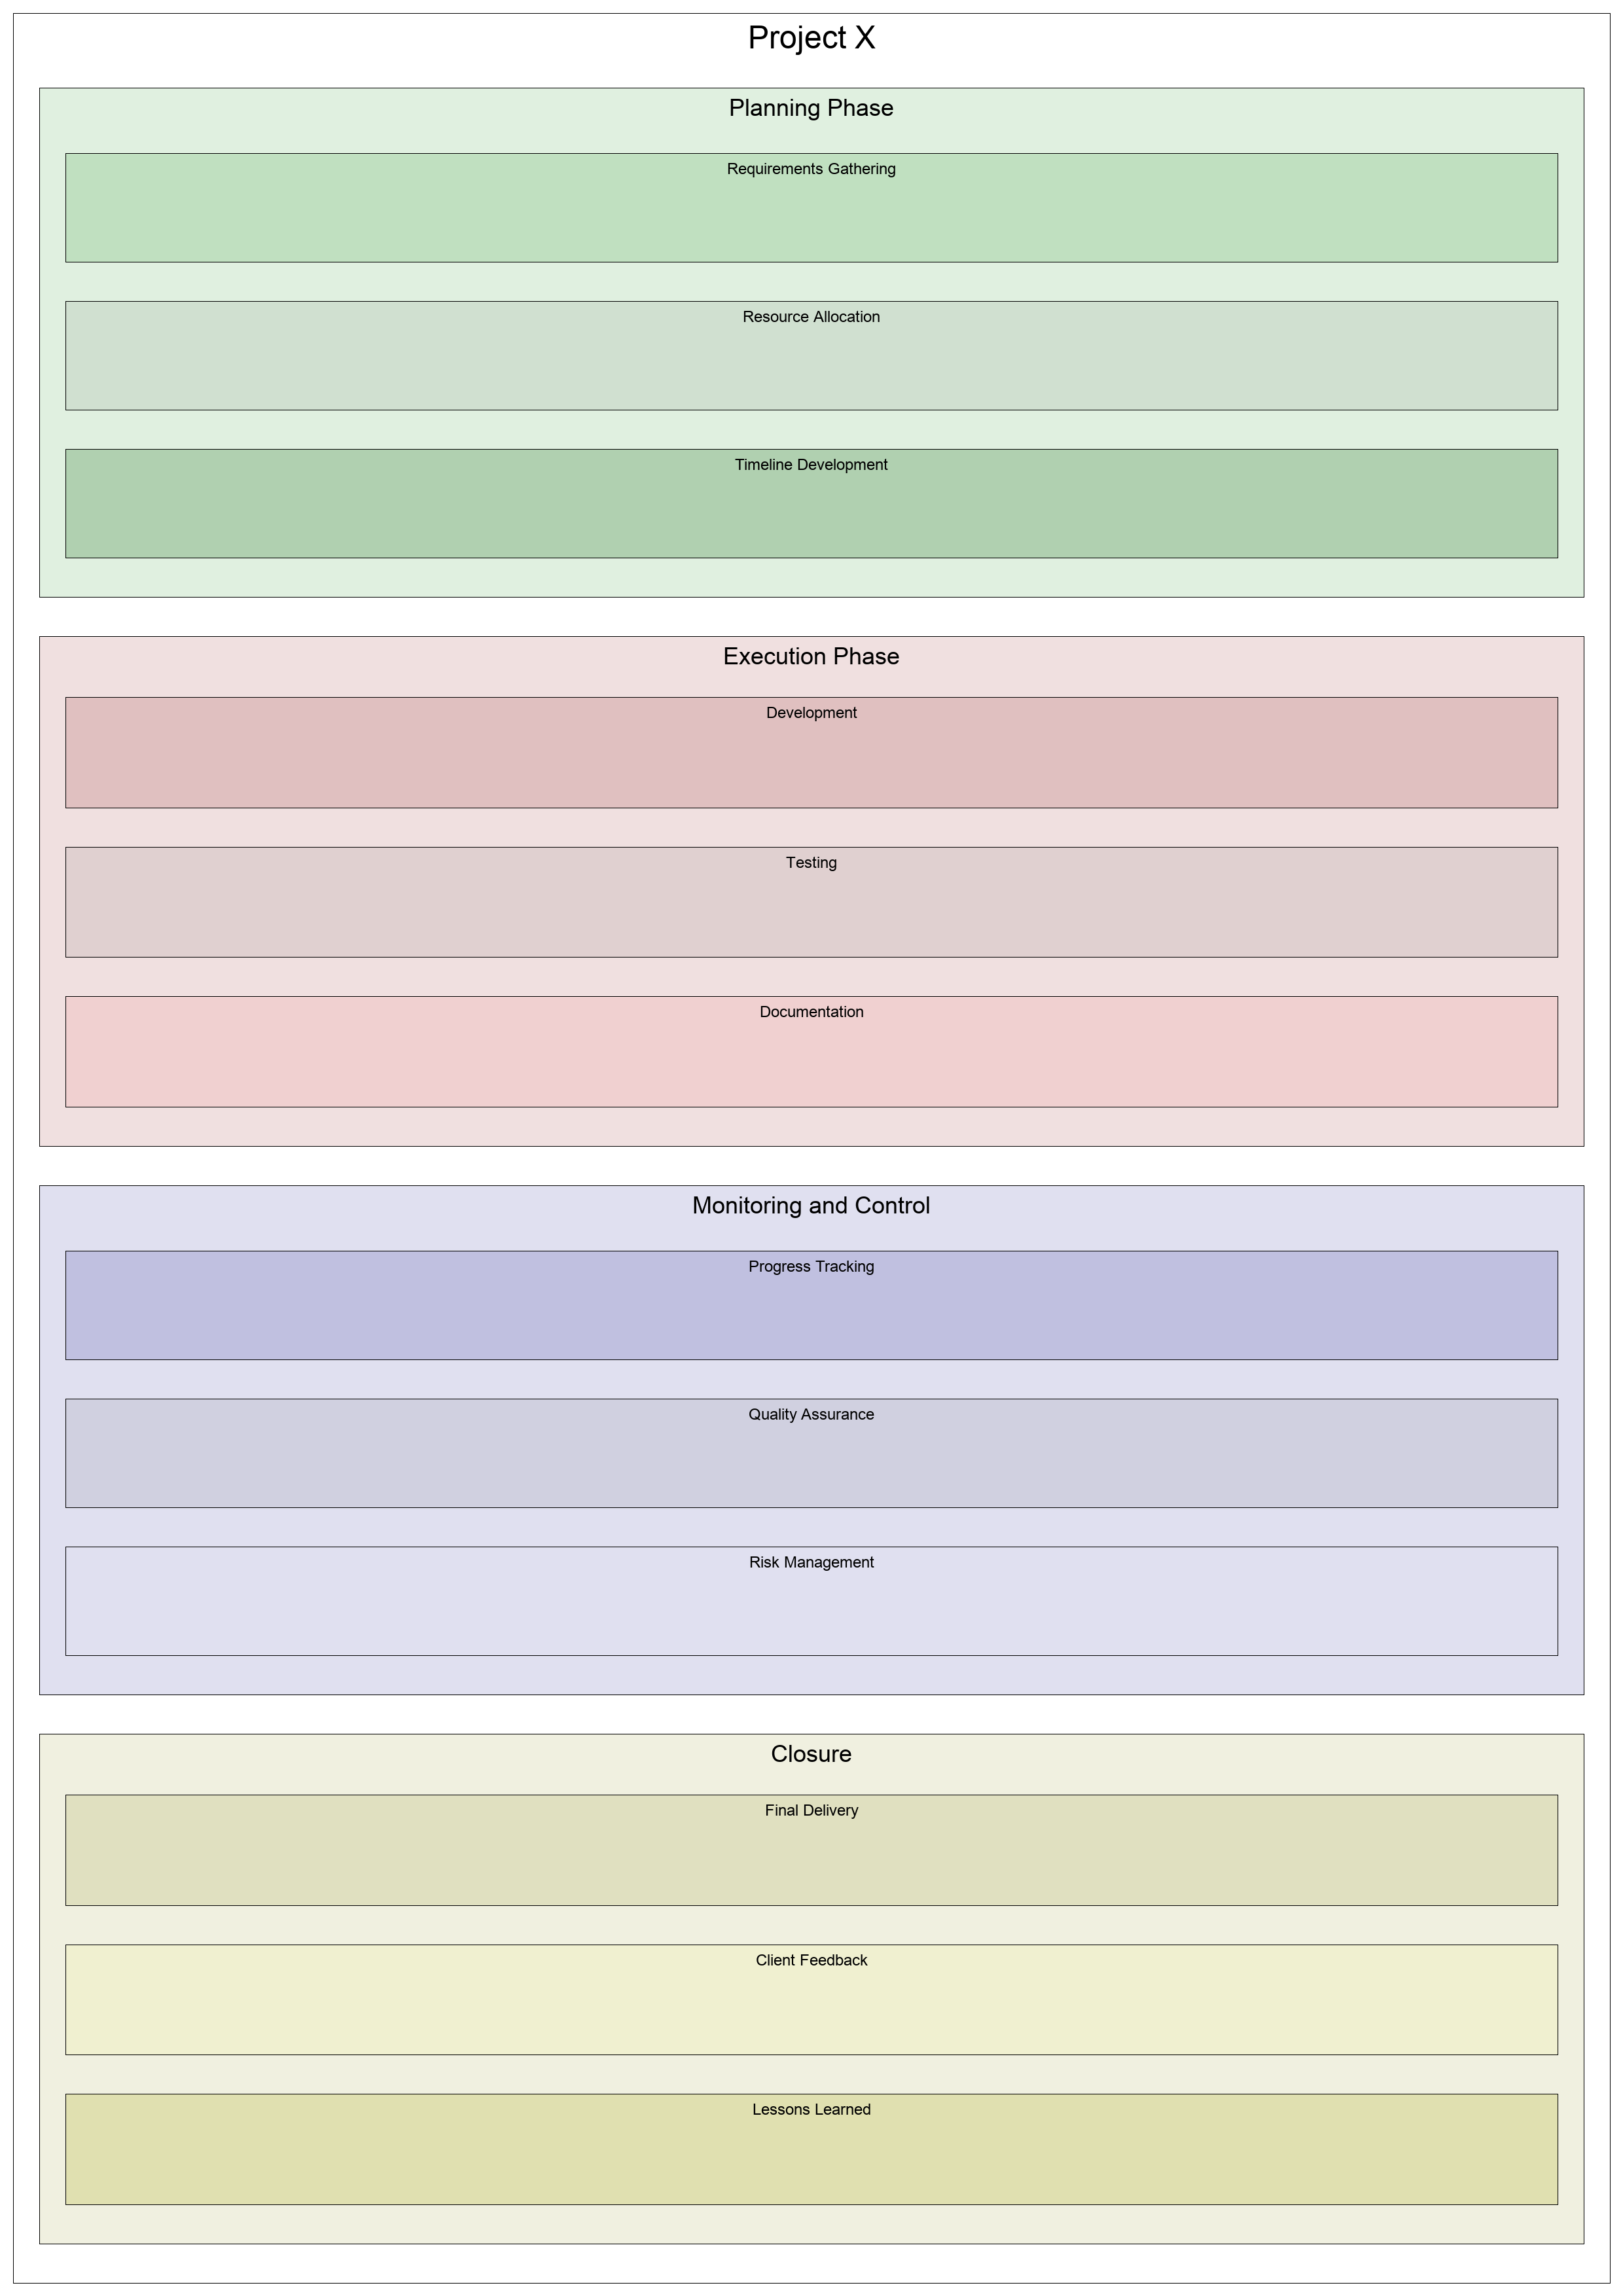 Project X
Planning Phase
Requirements Gathering
Resource Allocation
Timeline Development
Execution Phase
Development
Testing
Documentation
Monitoring and Control
Progress Tracking
Quality Assurance
Risk Management
Closure
Final Delivery
Client Feedback
Lessons Learned